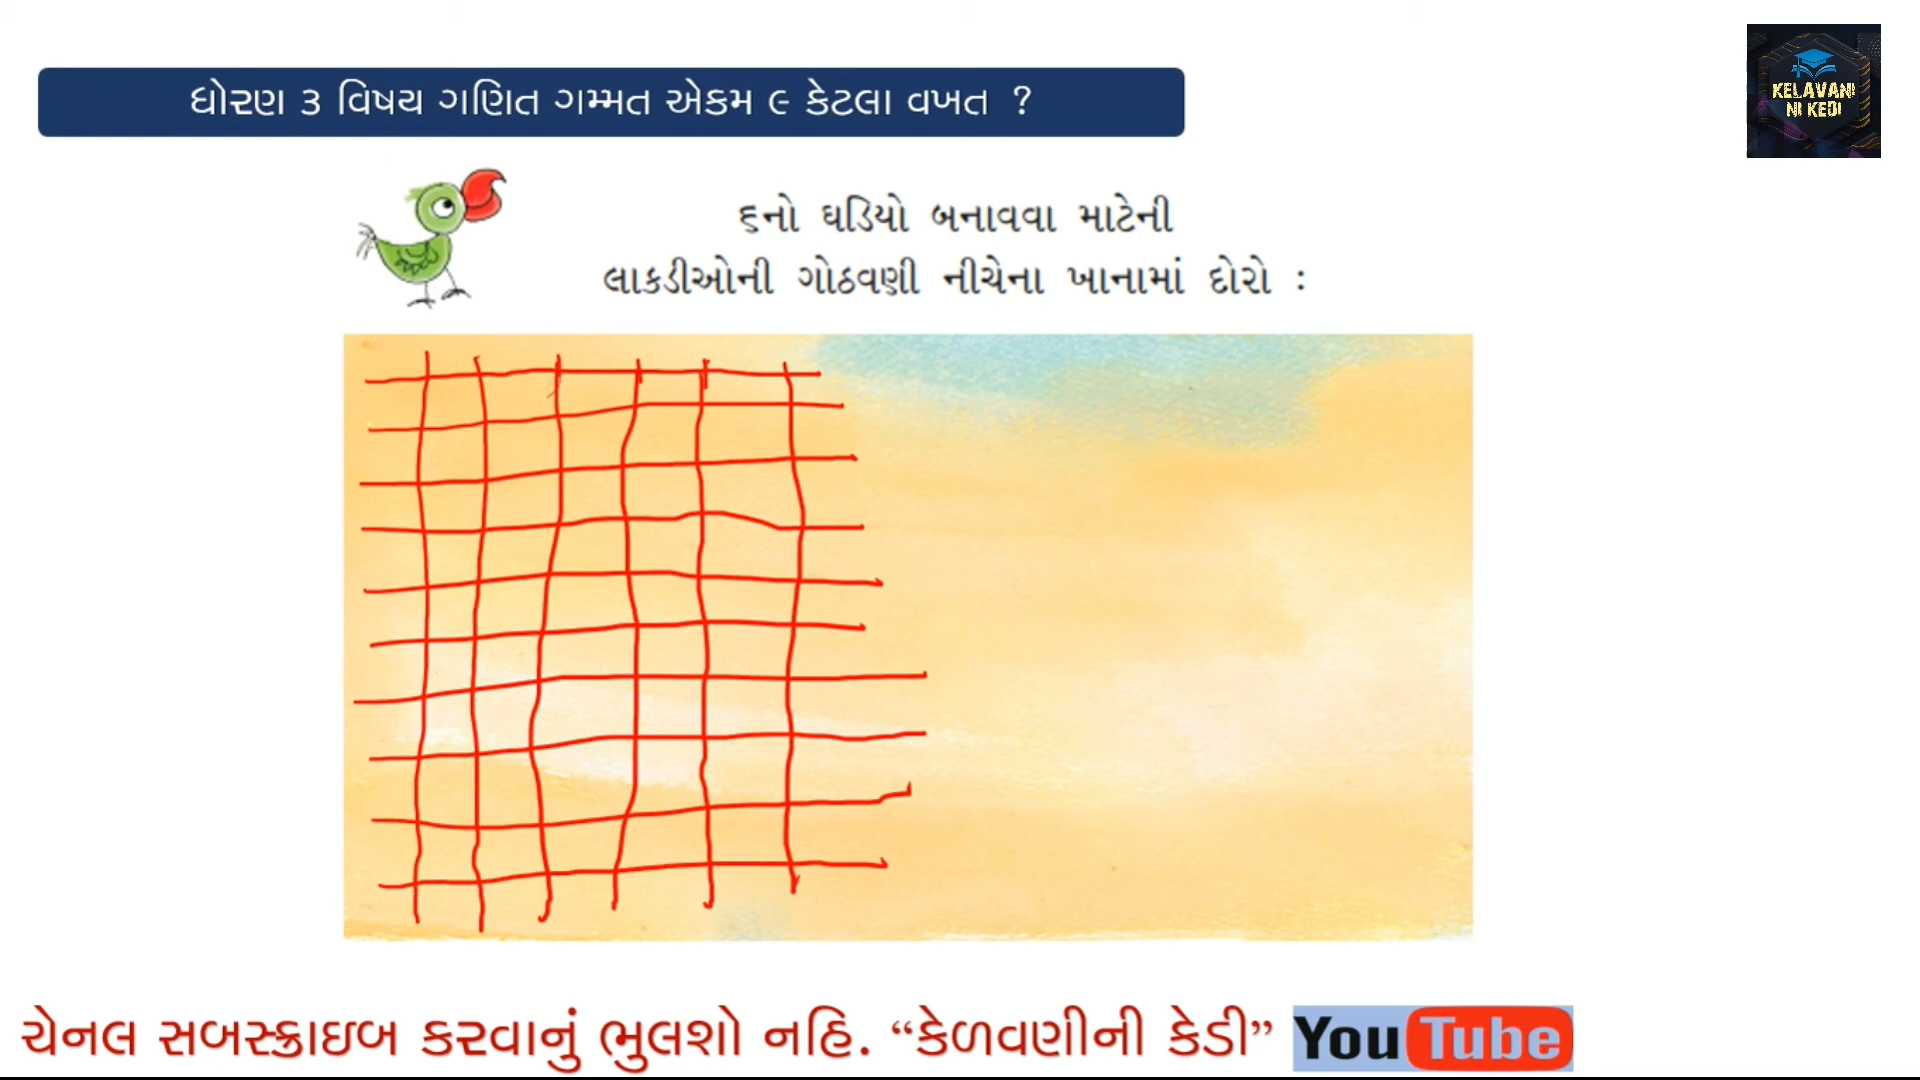 ધોરણ ૩ વિષય ગણિત ગમ્મત એકમ ૯ કેટલા વખત ?
KELAVANI
NI KEDI
૬નો ઘડિયો બનાવવા માટેની
લાકડીઓની ગોઠવણી નીચેના ખાનામાં દોરો :
ચેનલ સબસ્ક્રાઇબ કરવાનું ભુલશો નહિ. “કેળવણીની કેડી” YouTube